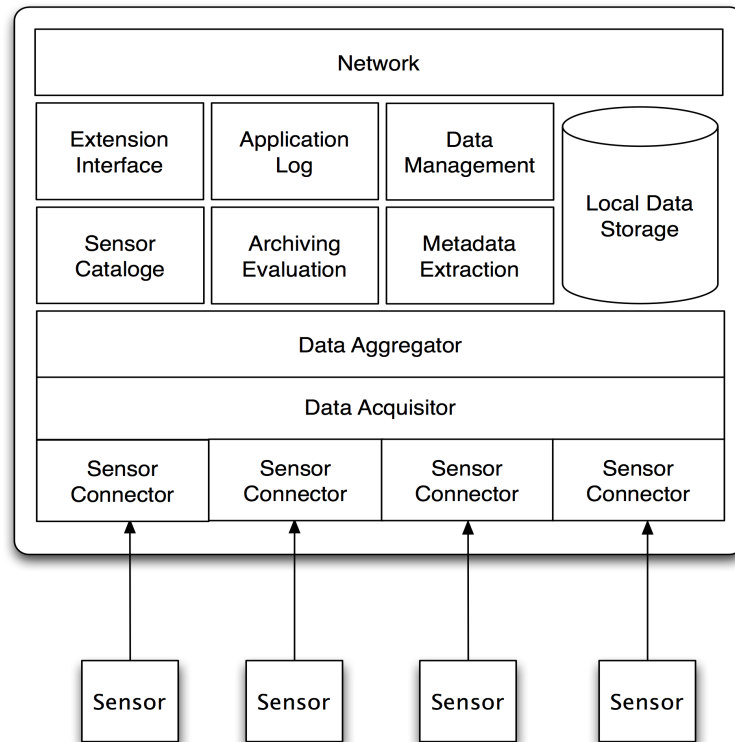 Network
Extension
Interface
Application
Log
Data
Management
Local Data
Storage
Sensor
Cataloge
Archiving
Evaluation
Metadata
Extraction
Data Aggregator
Data Acquisitor
Sensor
Connector
Sensor
Connector
Sensor
Connector
Sensor
Connector
Sensor
Sensor
Sensor
Sensor